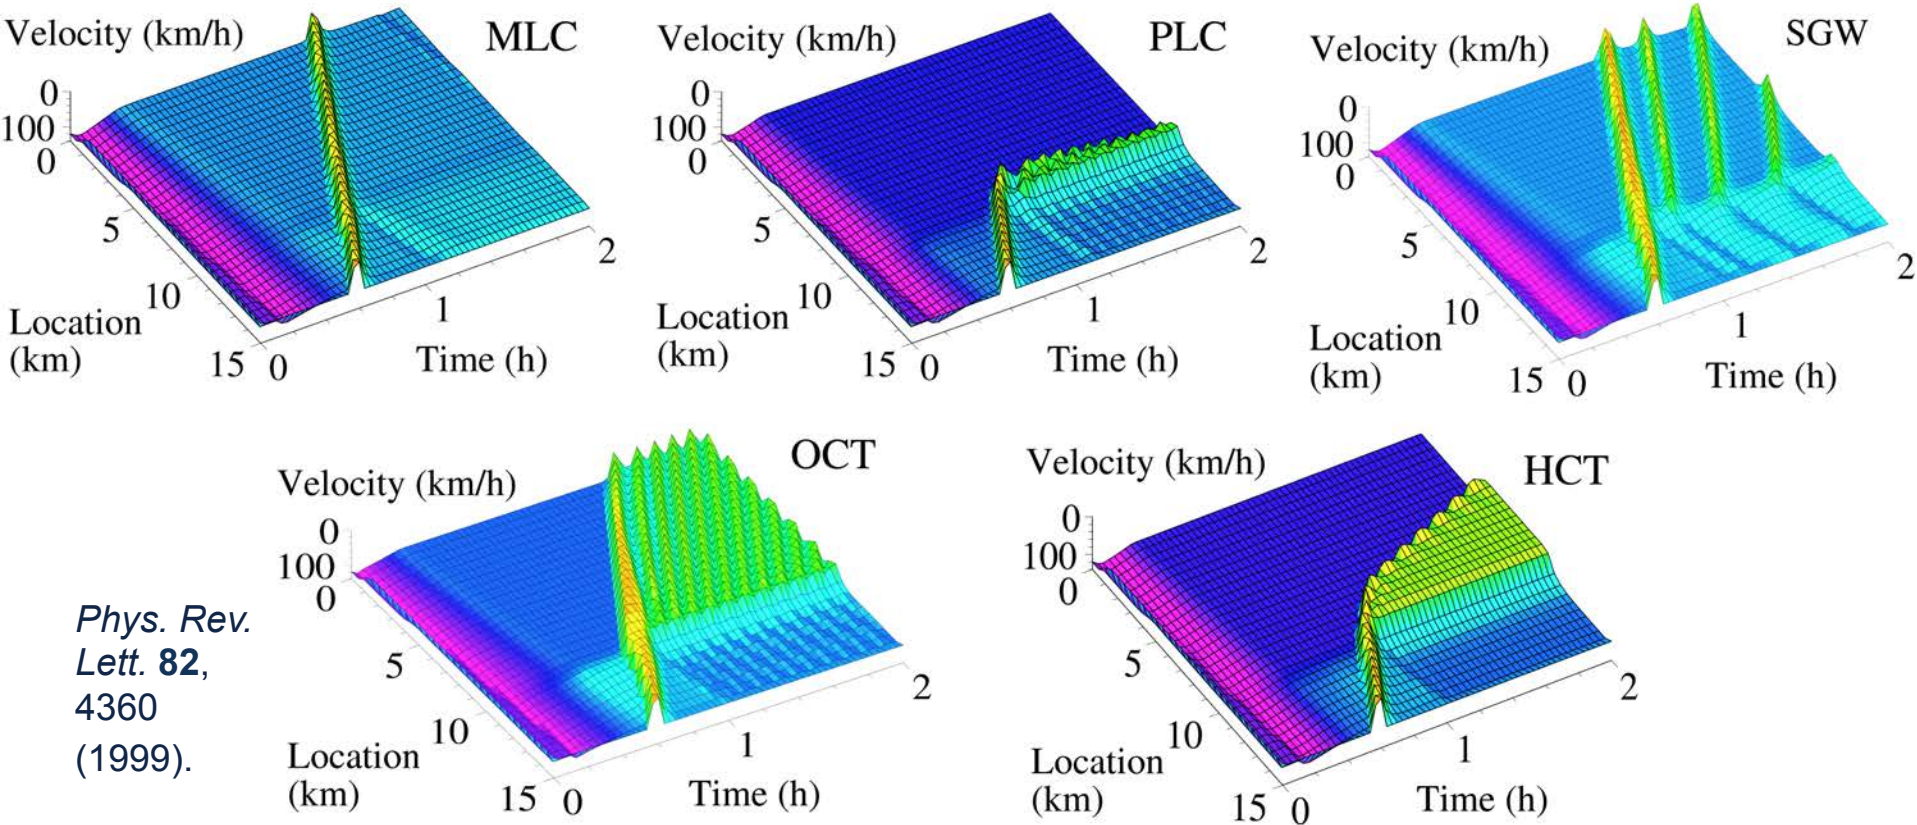 Velocity (km/h)
MLC
0
100
0
5
10
15
Location
(km)
0
1
2
Time (h)
Velocity (km/h)
PLC
0
100
0
5
10
15
Location
(km)
0
1
2
Time (h)
Velocity (km/h)
SGW
0
100
0
5
10
15
Location
(km)
0
1
2
Time (h)
Velocity (km/h)
OCT
0
100
0
5
10
15
Location
(km)
0
1
2
Time (h)
Velocity (km/h)
HCT
0
100
0
5
10
15
Location
(km)
0
1
2
Time (h)
Phys. Rev.
Lett. 82,
4360
(1999).